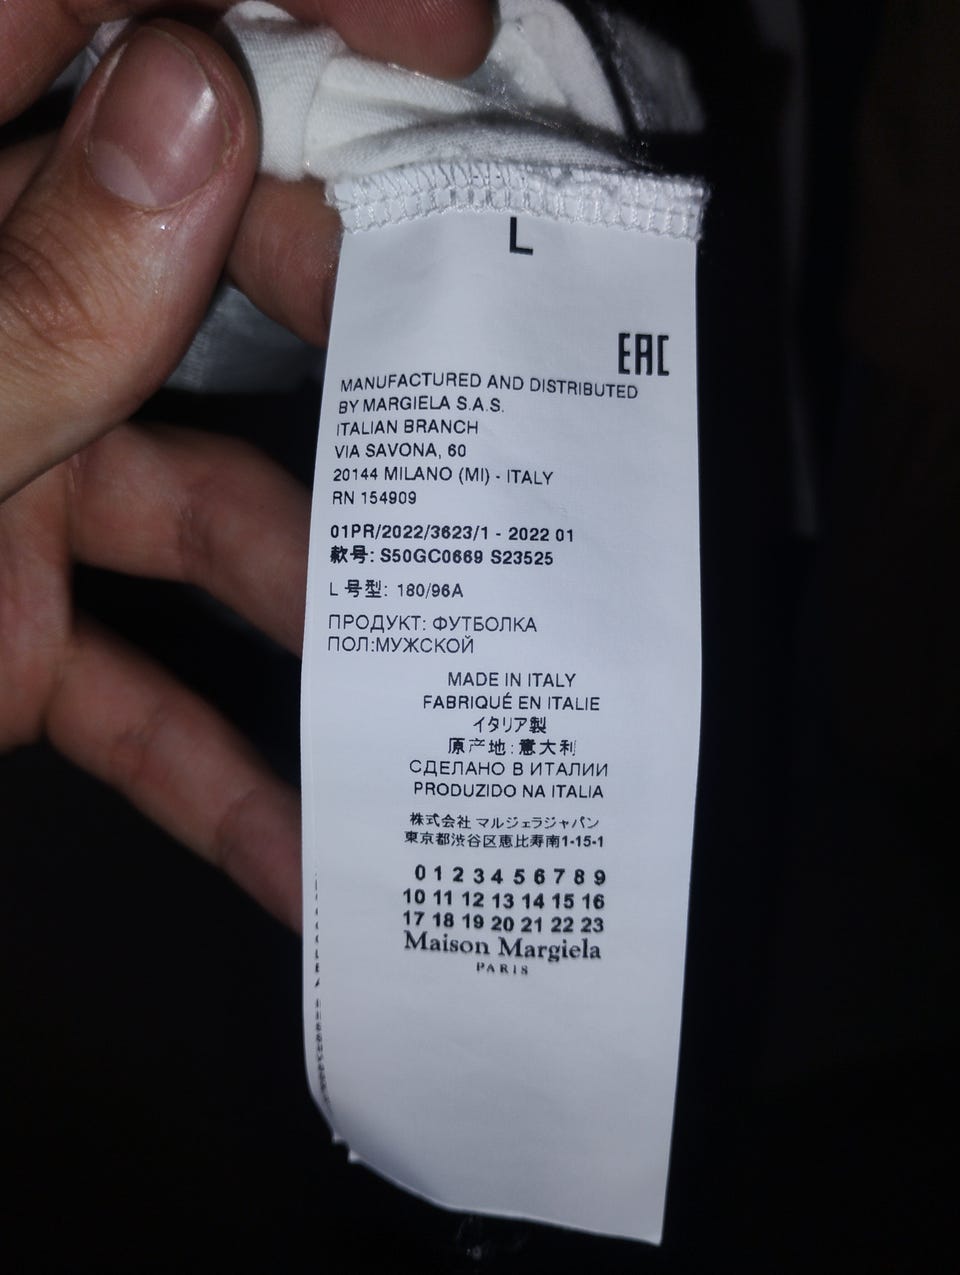 L
EAC
MANUFACTURED AND DISTRIBUTED
BY MARGIELA S.A.S.
ITALIAN BRANCH
VIA SAVONA, 60
20144 MILANO (MI) - ITALY
RN 154909
01PR/2022/3623/1 - 2022 01
款号: S50GC0669 S23525
L 号型: 180/96A
ПРОДУКТ: ФУТБОЛКА
ПОЛ:МУЖСКОЙ
MADE IN ITALY
FABRIQUÉ EN ITALIE
イタリア製
原产地: 意大利
СДЕЛАНО В ИТАЛИИ
PRODUZIDO NA ITALIA
株式会社 マルジェラジャパン
東京都渋谷区恵比寿南1-15-1
0 1 2 3 4 5 6 7 8 9
10 11 12 13 14 15 16
17 18 19 20 21 22 23
Maison Margiela
PARIS